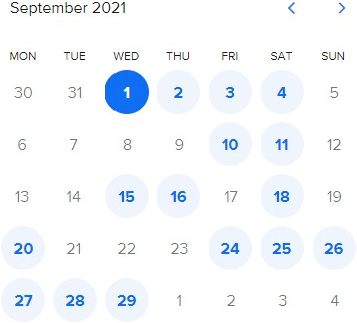 September 2021
MON TUE WED THU FRI SAT SUN
30 31 1 2 3 4 5
6 7 8 9 10 11 12
13 14 15 16 17 18 19
20 21 22 23 24 25 26
27 28 29 1 2 3 4